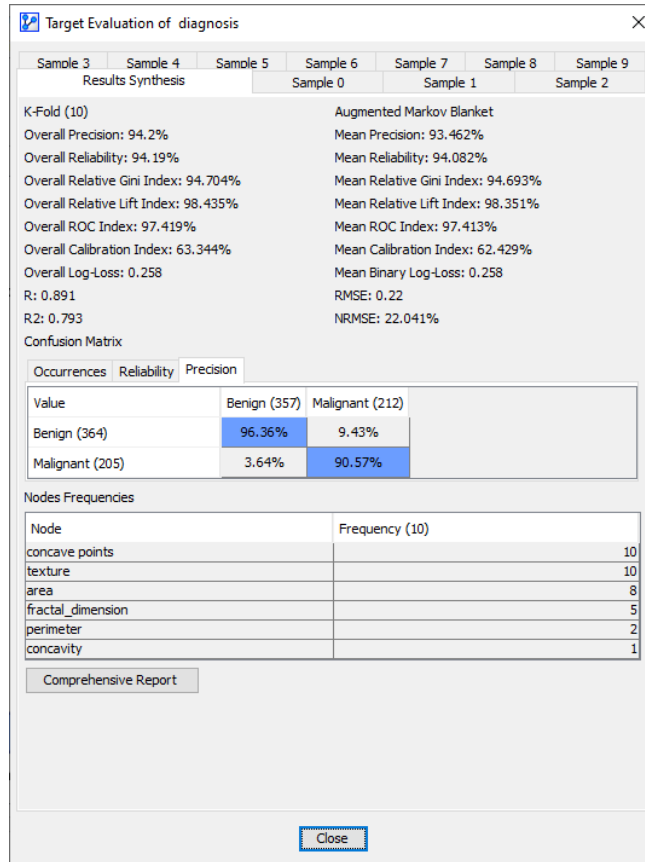 Target Evaluation of diagnosis
Sample 3 Sample 4 Sample 5 Sample 6 Sample 7 Sample 8 Sample 9
Results Synthesis Sample 0 Sample 1 Sample 2
K-Fold (10) Augmented Markov Blanket
Overall Precision: 94.2% Mean Precision: 93.462%
Overall Reliability: 94.19% Mean Reliability: 94.082%
Overall Relative Gini Index: 94.704% Mean Relative Gini Index: 94.693%
Overall Relative Lift Index: 98.435% Mean Relative Lift Index: 98.351%
Overall ROC Index: 97.419% Mean ROC Index: 97.413%
Overall Calibration Index: 63.344% Mean Calibration Index: 62.429%
Overall Log-Loss: 0.258 Mean Binary Log-Loss: 0.258
R: 0.891 RMSE: 0.22
R2: 0.793 NRMSE: 22.041%
Confusion Matrix
Occurrences Reliability Precision
Value Benign (357) Malignant (212)
Benign (364) 96.36% 9.43%
Malignant (205) 3.64% 90.57%
Nodes Frequencies
Node Frequency (10)
concave points 10
texture 10
area 8
fractal_dimension 5
perimeter 2
concavity 1
Comprehensive Report
Close